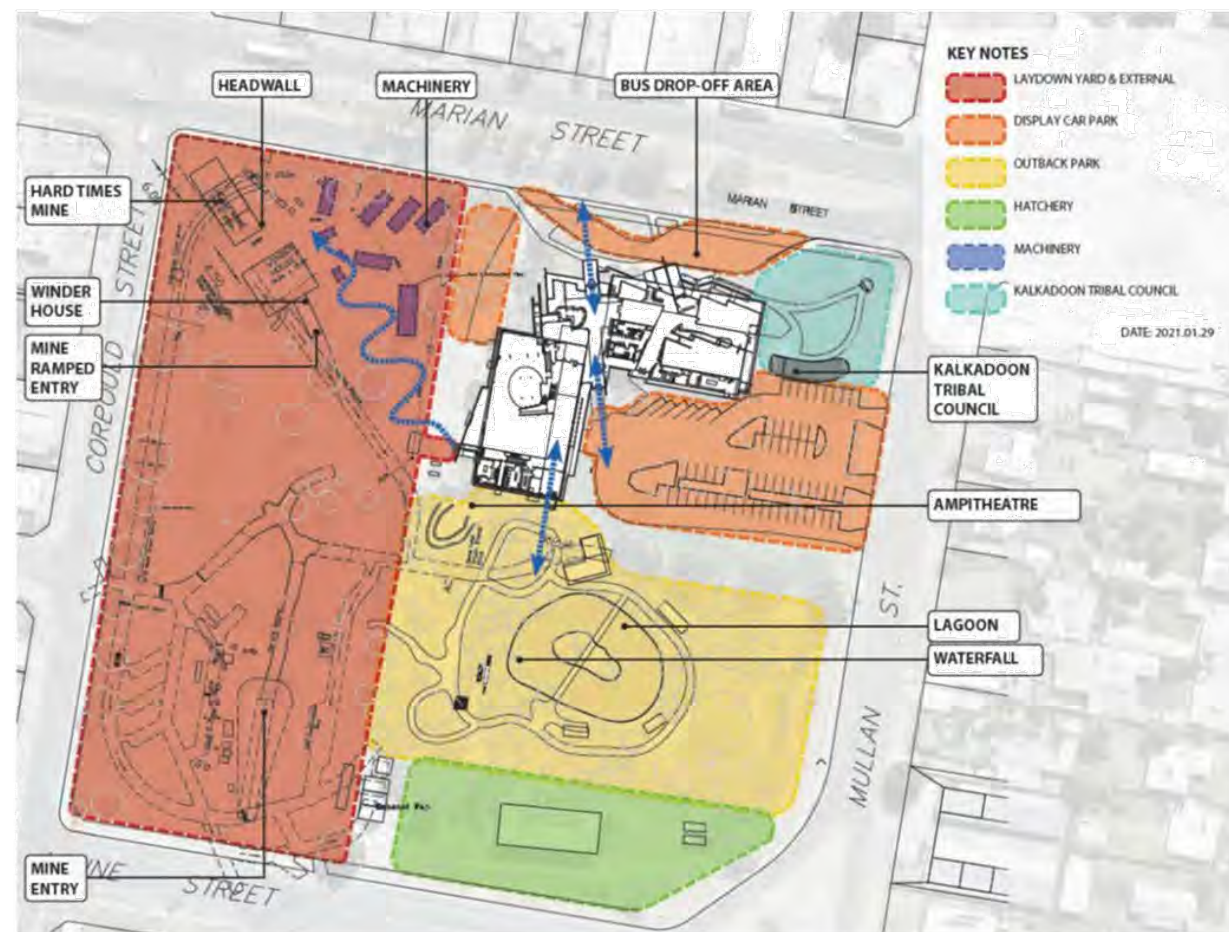 KEY NOTES
LAYDOWN YARD & EXTERNAL
DISPLAY CAR PARK
OUTBACK PARK
HATCHERY
MACHINERY
KALKADOON TRIBAL COUNCIL
DATE: 2021.01.29
HEADWALL
MACHINERY
BUS DROP-OFF AREA
MARIAN STREET
MARIAN STREET
HARD TIMES
MINE
WINDER
HOUSE
MINE
RAMPED
ENTRY
STREET
KALKADOON
TRIBAL
COUNCIL
AMPITHEATRE
LAGOON
WATERFALL
MULLAN ST.
MINE
ENTRY
STREET